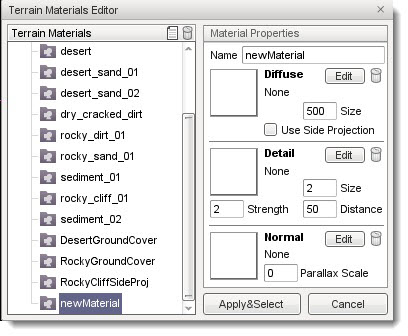 Terrain Materials Editor
Terrain Materials
desert
desert_sand_01
desert_sand_02
dry_cracked_dirt
rocky_dirt_01
rocky_sand_01
sediment_01
rocky_cliff_01
sediment_02
DesertGroundCover
RockyGroundCover
RockyCliffSideProj
newMaterial
Material Properties
Name newMaterial
Diffuse Edit
None
500 Size
Use Side Projection
Detail Edit
None
2 Size
2 Strength 50 Distance
Normal Edit
None
0 Parallax Scale
Apply&Select Cancel